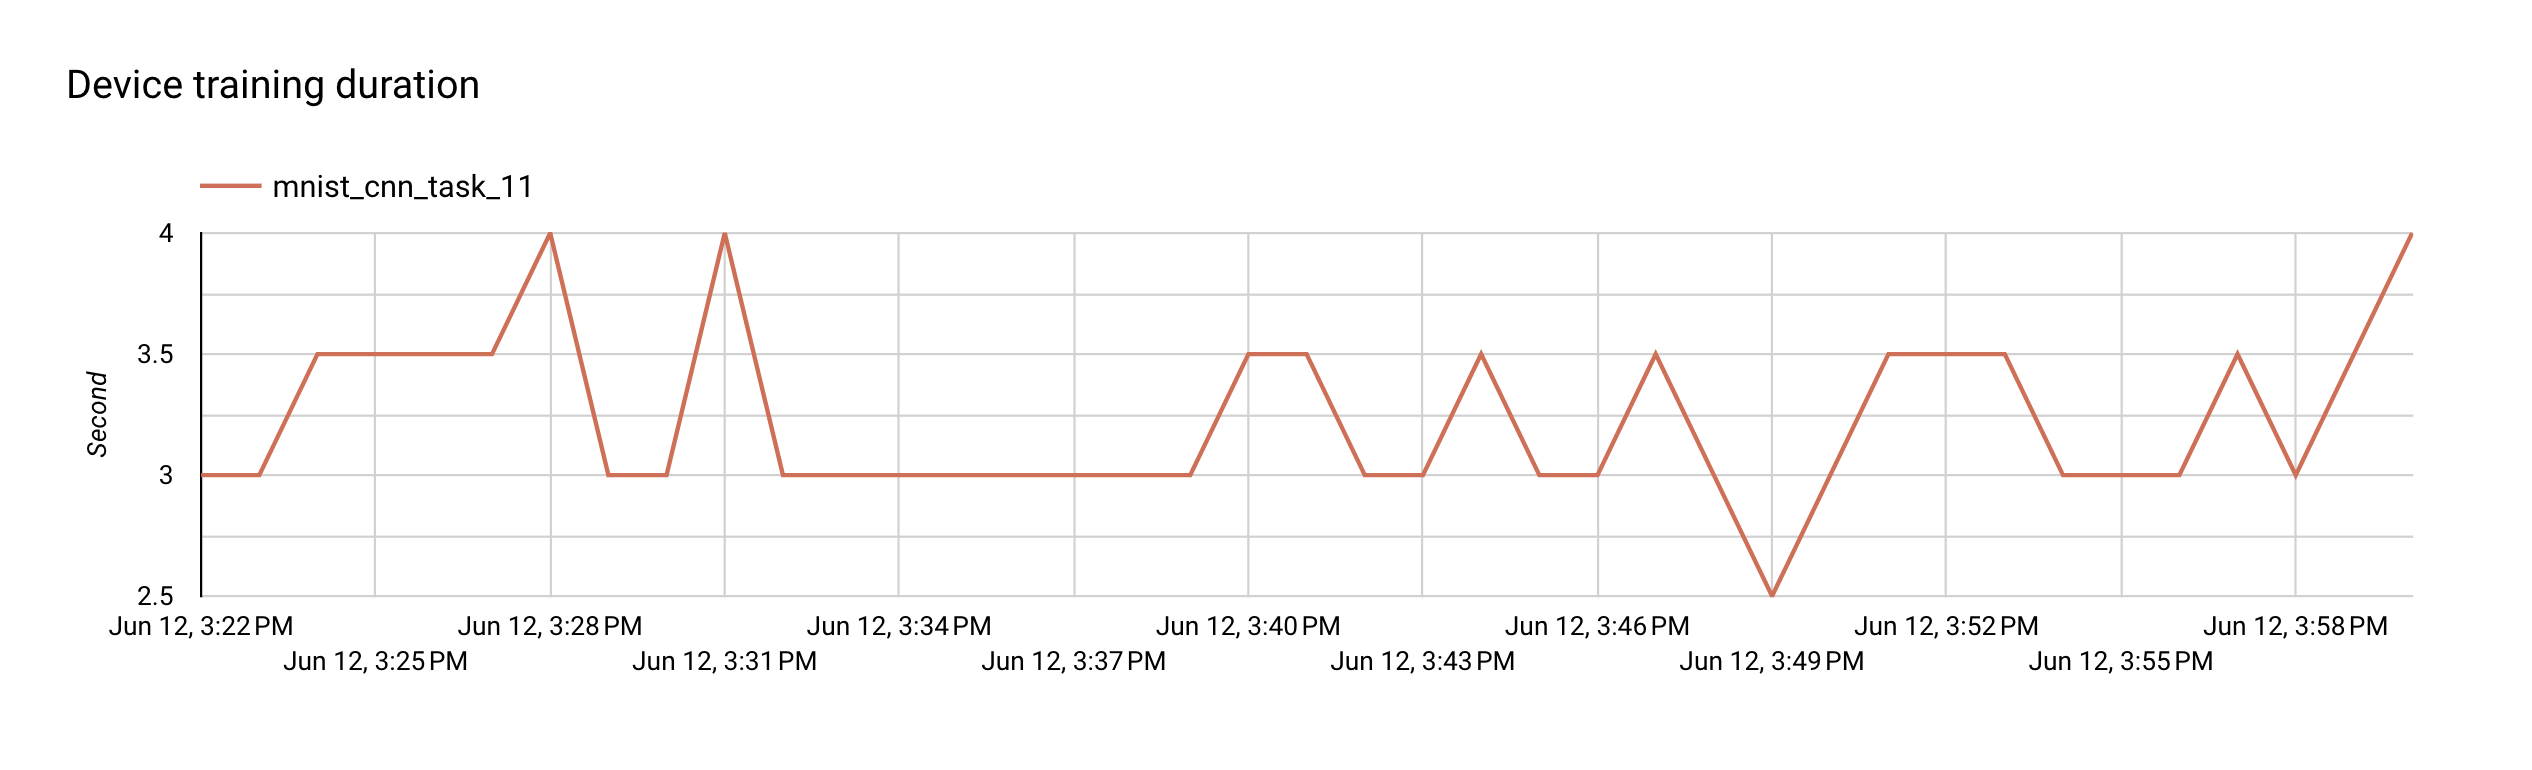 Device training duration
mnist_cnn_task_11
4
3.5
3
2.5
Second
Jun 12, 3:22 PM
Jun 12, 3:25 PM
Jun 12, 3:28 PM
Jun 12, 3:31 PM
Jun 12, 3:34 PM
Jun 12, 3:37 PM
Jun 12, 3:40 PM
Jun 12, 3:43 PM
Jun 12, 3:46 PM
Jun 12, 3:49 PM
Jun 12, 3:52 PM
Jun 12, 3:55 PM
Jun 12, 3:58 PM